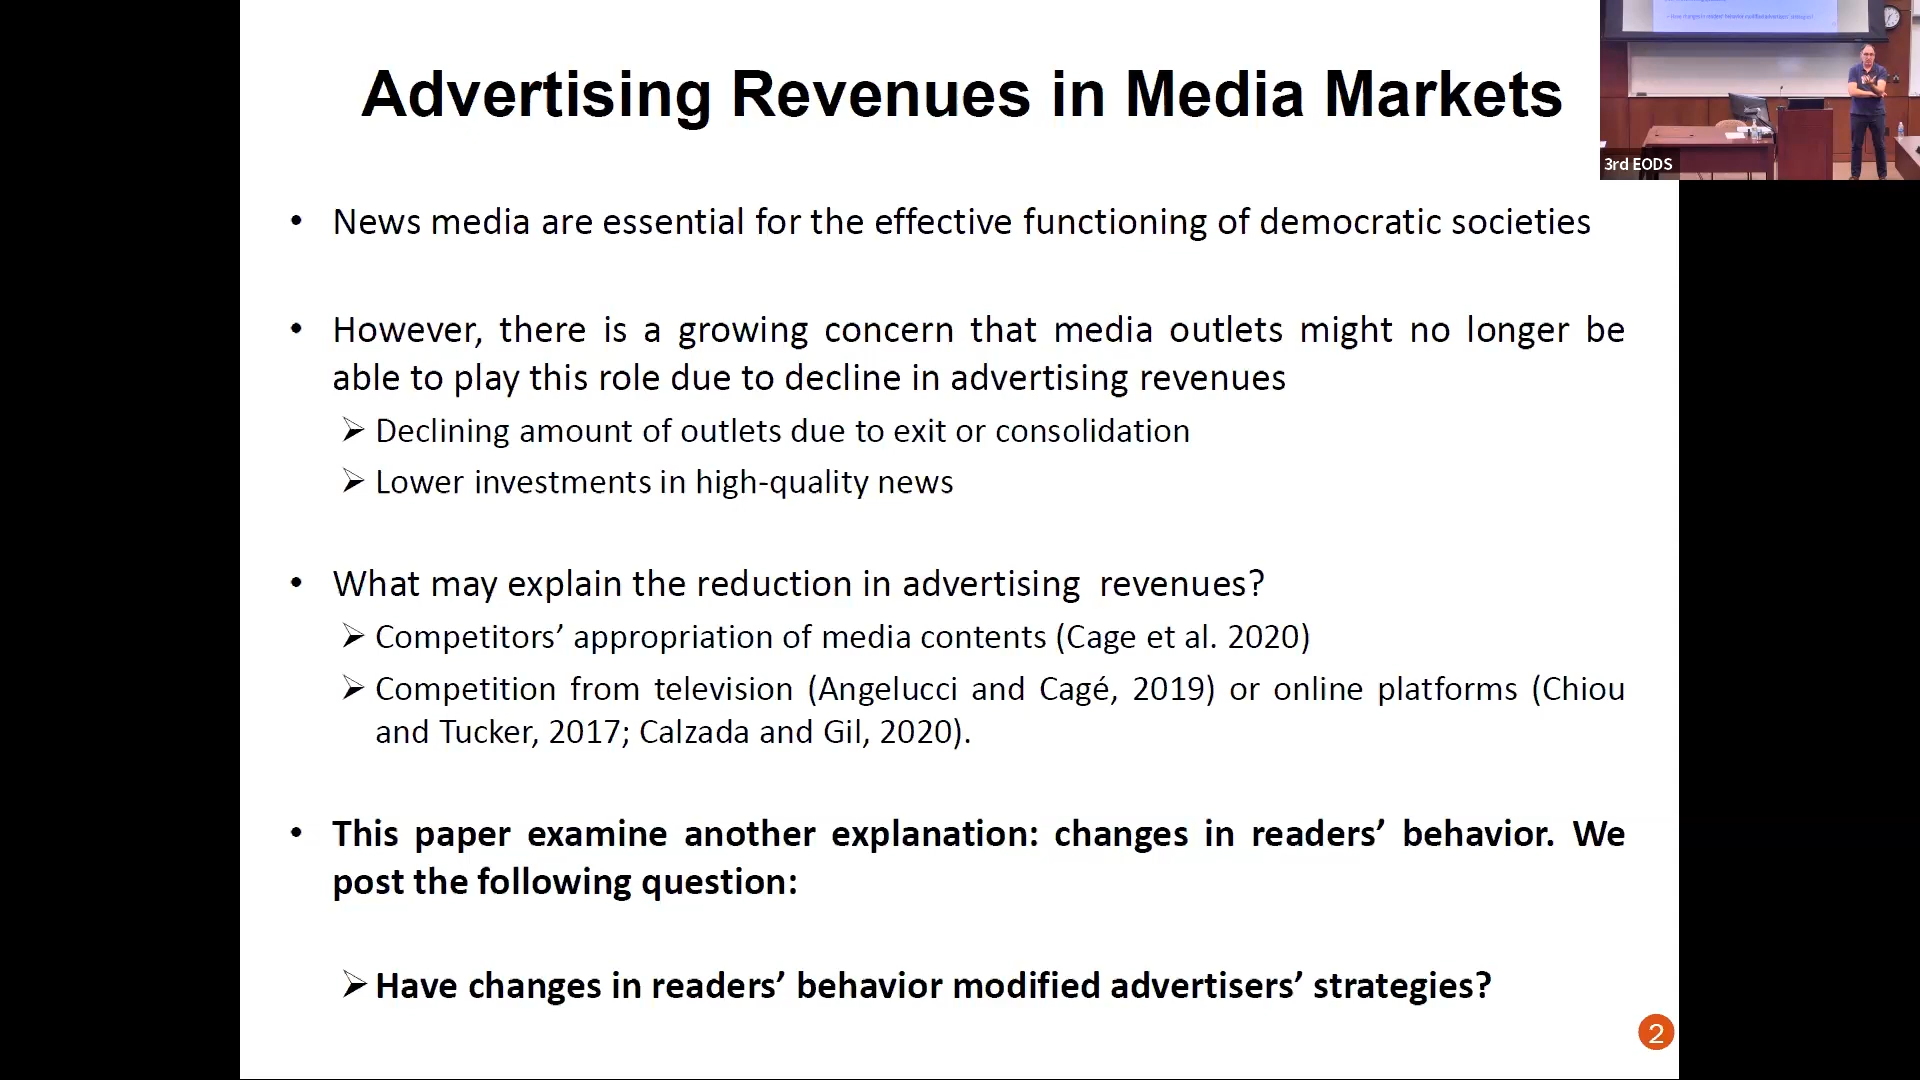 Advertising Revenues in Media Markets
3rd EODS
• News media are essential for the effective functioning of democratic societies
• However, there is a growing concern that media outlets might no longer be
able to play this role due to decline in advertising revenues
➢ Declining amount of outlets due to exit or consolidation
➢ Lower investments in high-quality news
• What may explain the reduction in advertising  revenues?
➢ Competitors’ appropriation of media contents (Cage et al. 2020)
➢ Competition from television (Angelucci and Cagé, 2019) or online platforms (Chiou
and Tucker, 2017; Calzada and Gil, 2020).
• This paper examine another explanation: changes in readers’ behavior. We
post the following question:
➢ Have changes in readers’ behavior modified advertisers’ strategies?
2